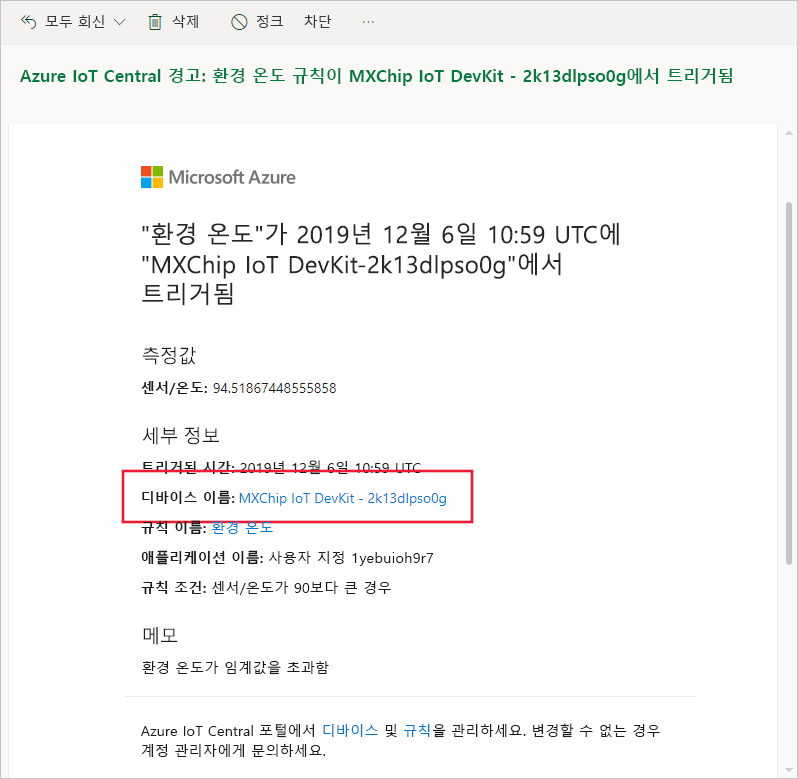 모두 회신 삭제 정크 차단 ...
Azure IoT Central 경고: 환경 온도 규칙이 MXChip IoT DevKit - 2k13dlpso0g에서 트리거됨
Microsoft Azure
"환경 온도"가 2019년 12월 6일 10:59 UTC에
"MXChip IoT DevKit-2k13dlpso0g"에서
트리거됨
측정값
센서/온도: 94.51867448555858
세부 정보
트리거된 시간: 2019년 12월 6일 10:59 UTC
디바이스 이름: MXChip IoT DevKit - 2k13dlpso0g
규칙 이름: 환경 온도
애플리케이션 이름: 사용자 지정 1yebuioh9r7
규칙 조건: 센서/온도가 90보다 큰 경우
메모
환경 온도가 임계값을 초과함
Azure IoT Central 포털에서 디바이스 및 규칙을 관리하세요. 변경할 수 없는 경우
계정 관리자에게 문의하세요.